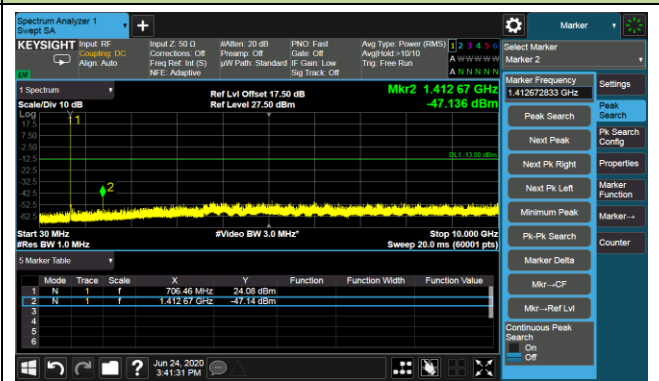 Spectrum Analyzer 1
Swept SA
Marker
KEYSIGHT
Input: RF
Coupling: DC
Align: Auto
Input Z: 50 Ω
Corrections: Off
Freq Ref: Int (S)
NFE: Adaptive
#Atten: 20 dB
Preamp: Off
µW Path: Standard
PNO: Fast
Gate: Off
IF Gain: Low
Sig Track: Off
Avg Type: Power (RMS)
Avg|Hold:>10/10
Trig: Free Run
1 2 3 4 5 6
A W W W W W
A N N N N N
Select Marker
Marker 2
1 Spectrum
Scale/Div 10 dB
Ref Lvl Offset 17.50 dB
Ref Level 27.50 dBm
Mkr2 1.412 67 GHz
-47.136 dBm
Log
17.5
7.50
-2.50
-12.5
-22.5
-32.5
-42.5
-52.5
-62.5
1
2
DL1 -13.00 dBm
Start 30 MHz
#Res BW 1.0 MHz
#Video BW 3.0 MHz*
Stop 10.000 GHz
Sweep 20.0 ms (60001 pts)
5 Marker Table
Mode Trace Scale X Y Function Function Width Function Value
1 N 1 f 706.46 MHz 24.08 dBm
2 N 1 f 1.412 67 GHz -47.14 dBm
3
4
5
6
Jun 24, 2020
3:41:31 PM
Marker Frequency
1.412672833 GHz
Peak Search
Next Peak
Next Pk Right
Next Pk Left
Minimum Peak
Pk-Pk Search
Marker Delta
Mkr→CF
Mkr→Ref Lvl
Continuous Peak
Search
On
Off
Settings
Peak
Search
Pk Search
Config
Properties
Marker
Function
Marker→
Counter